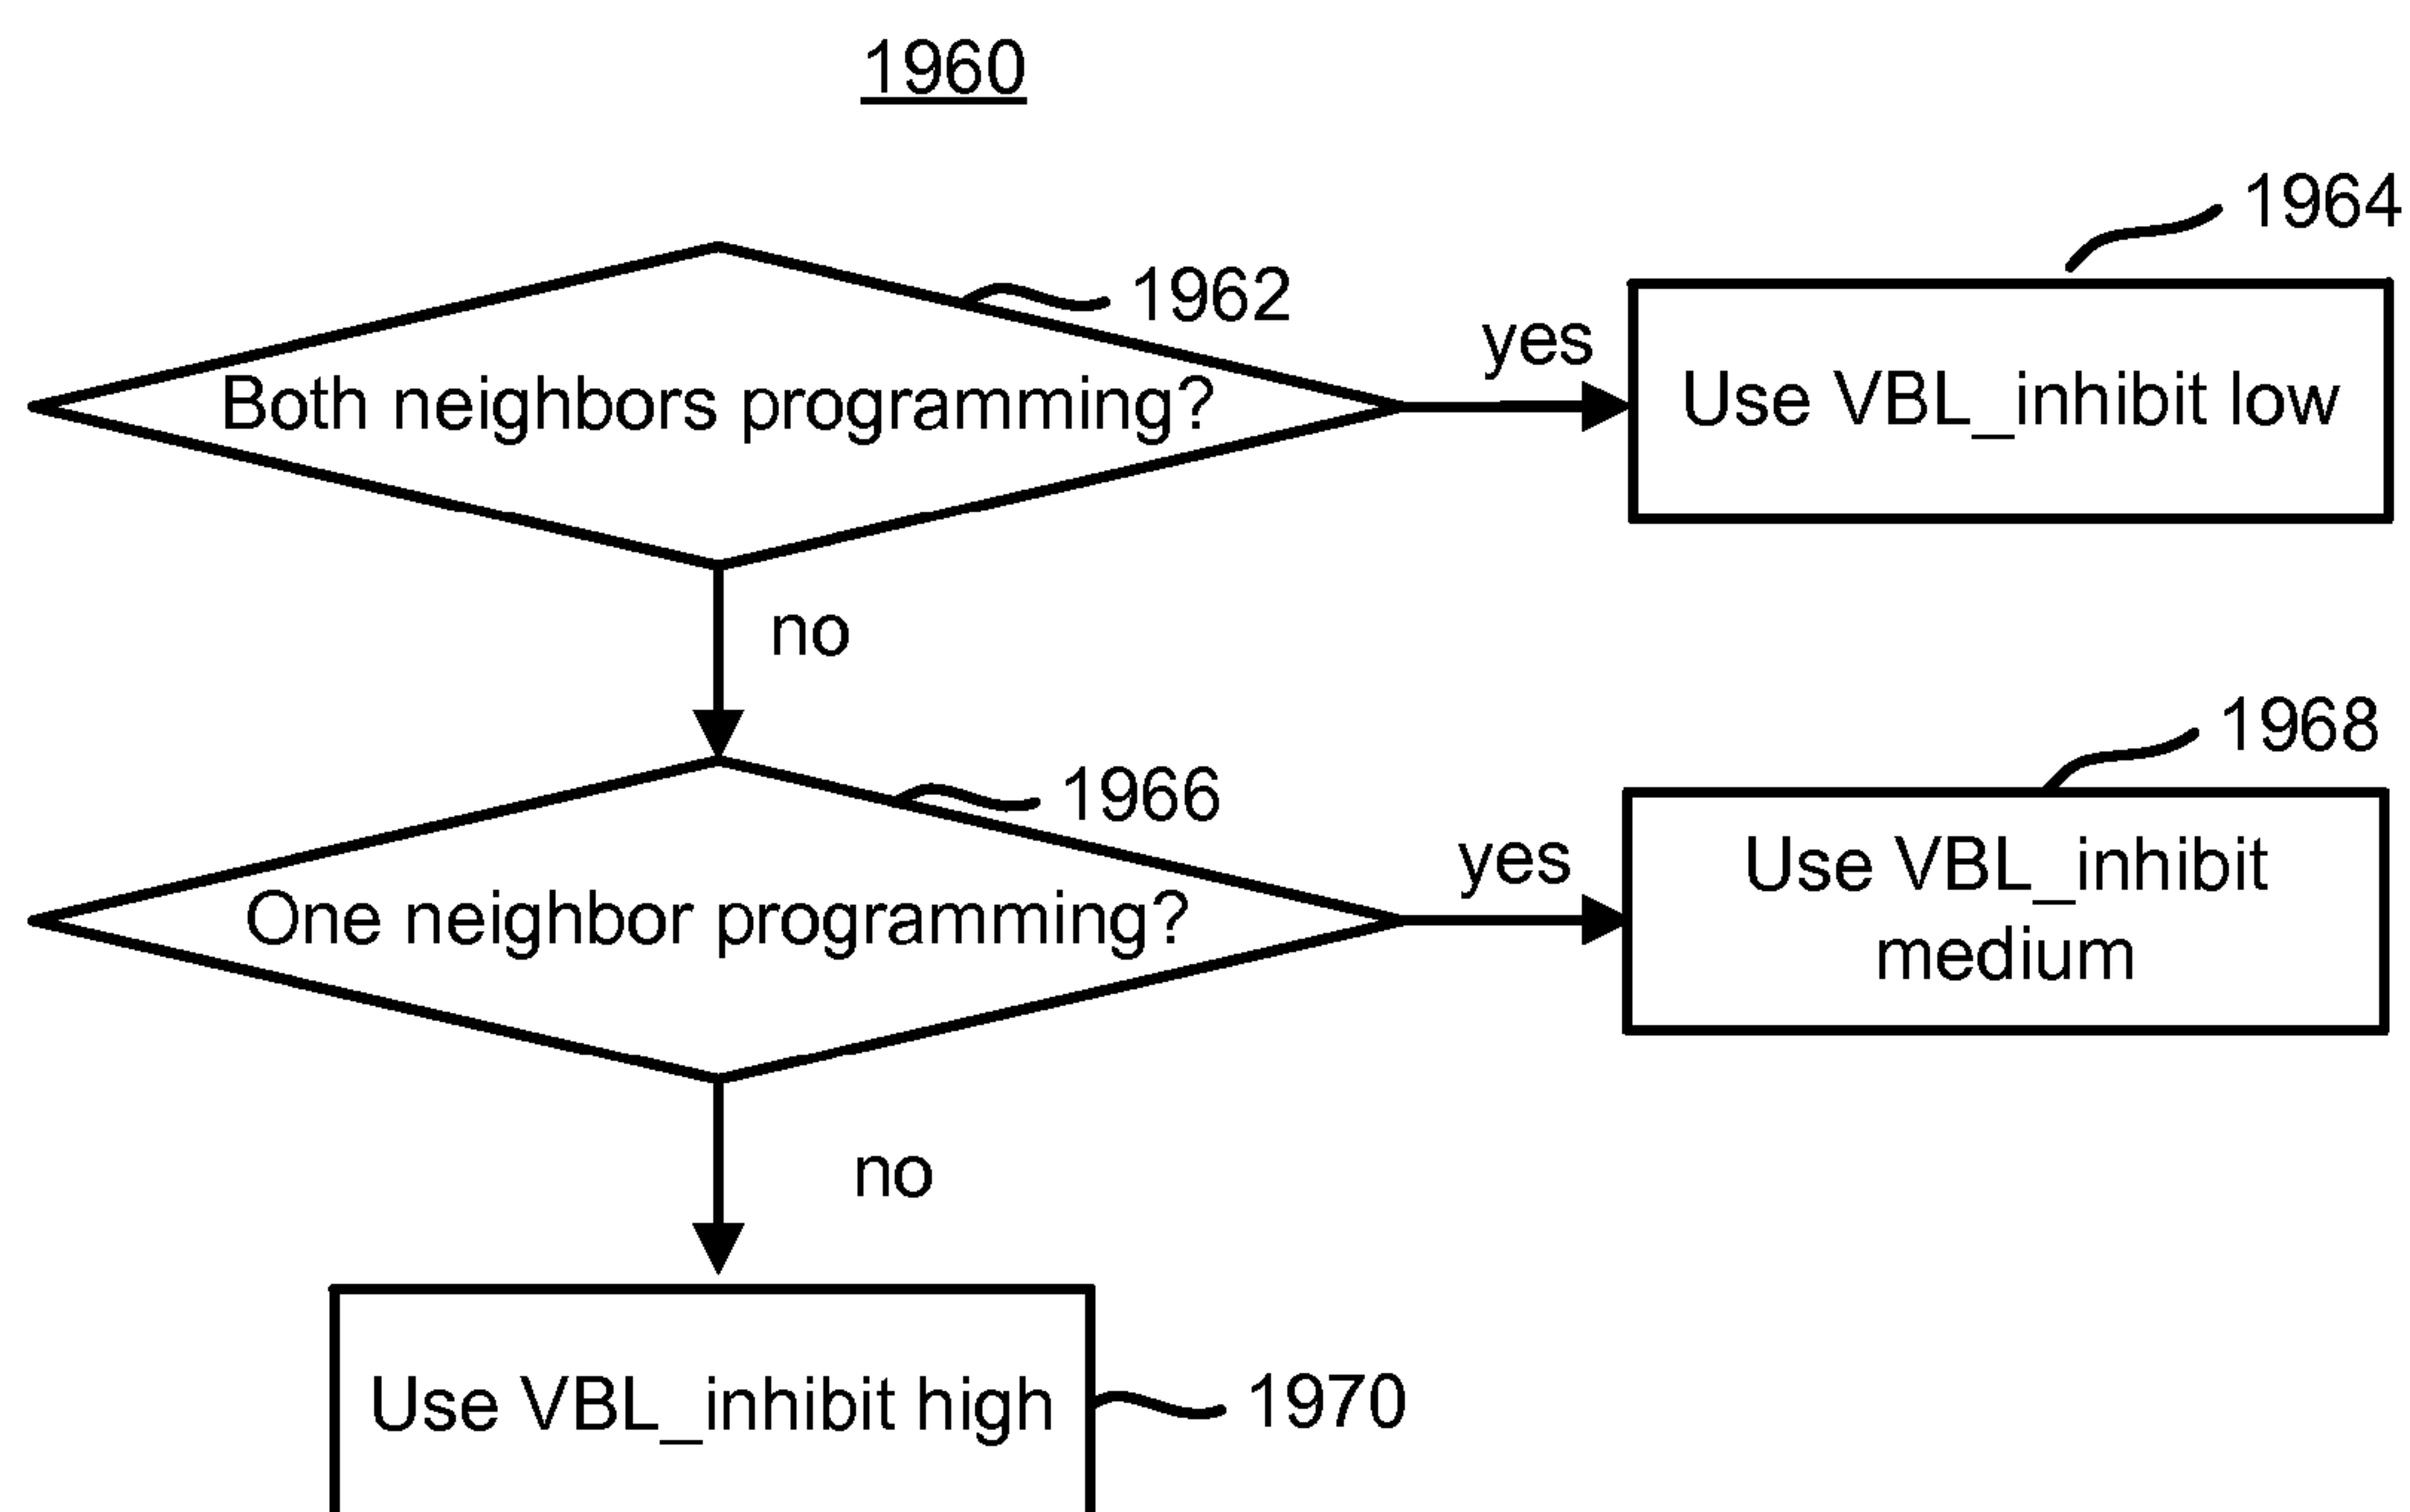 1960
1964
1962
yes
Both neighbors programming?
Use VBL_inhibit low
no
1968
1966
yes
One neighbor programming?
Use VBL_inhibit
medium
no
Use VBL_inhibit high
1970